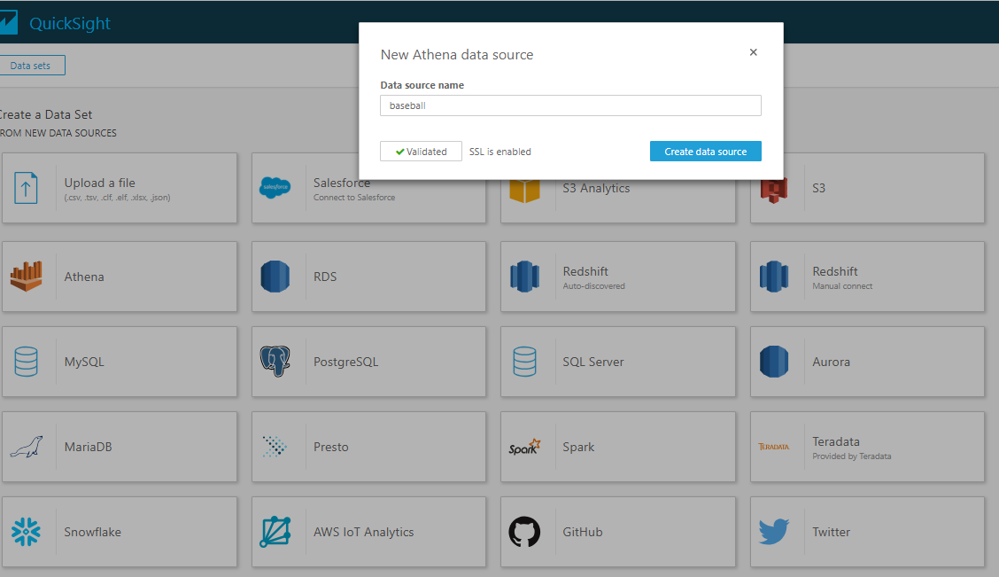 QuickSight
Data sets
New Athena data source
Data source name
baseball
Validated
SSL is enabled
Create data source
Create a Data Set
FROM NEW DATA SOURCES
Upload a file
(.csv, .tsv, .clf, .elf, .xlsx, .json)
salesforce
Salesforce
Connect to Salesforce
S3 Analytics
S3
Athena
RDS
Redshift
Auto-discovered
Redshift
Manual connect
MySQL
PostgreSQL
SQL Server
Aurora
MariaDB
Presto
Spark
Spark
TERADATA
Teradata
Provided by Teradata
Snowflake
AWS IoT Analytics
GitHub
Twitter